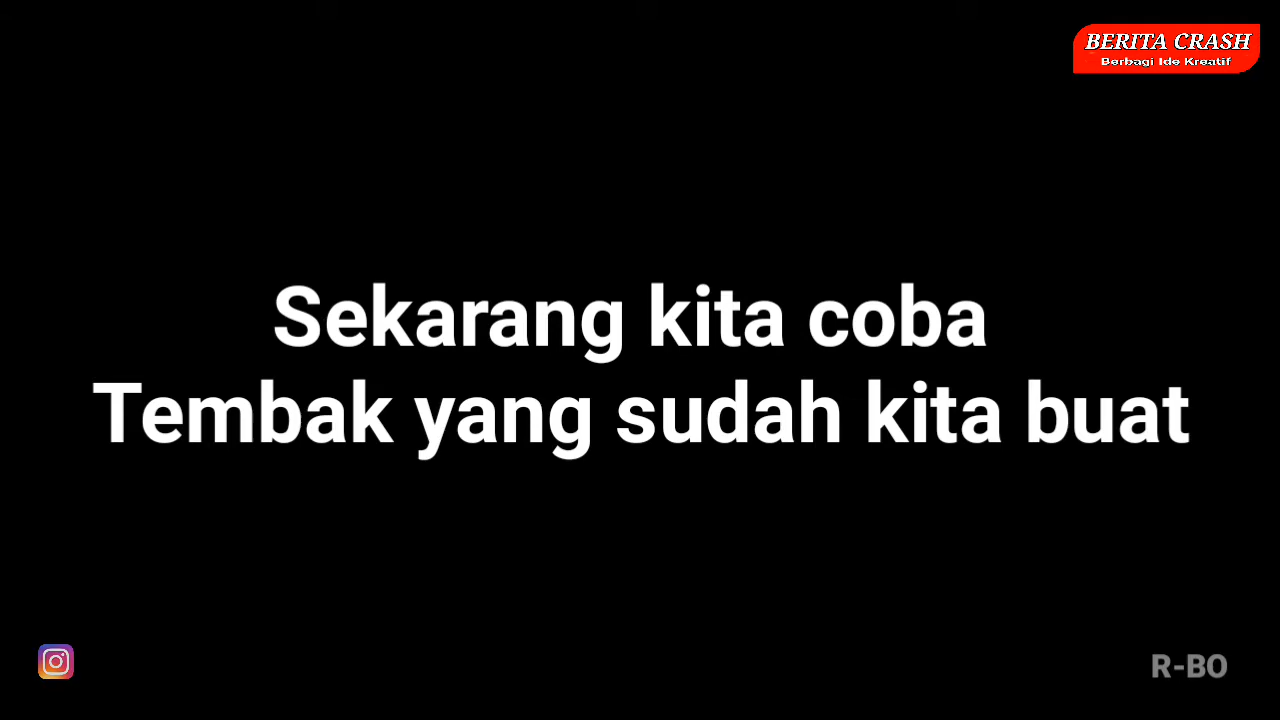 BERITA CRASH
Berbagi Ide Kreatif
Sekarang kita coba
Tembak yang sudah kita buat
R-BO